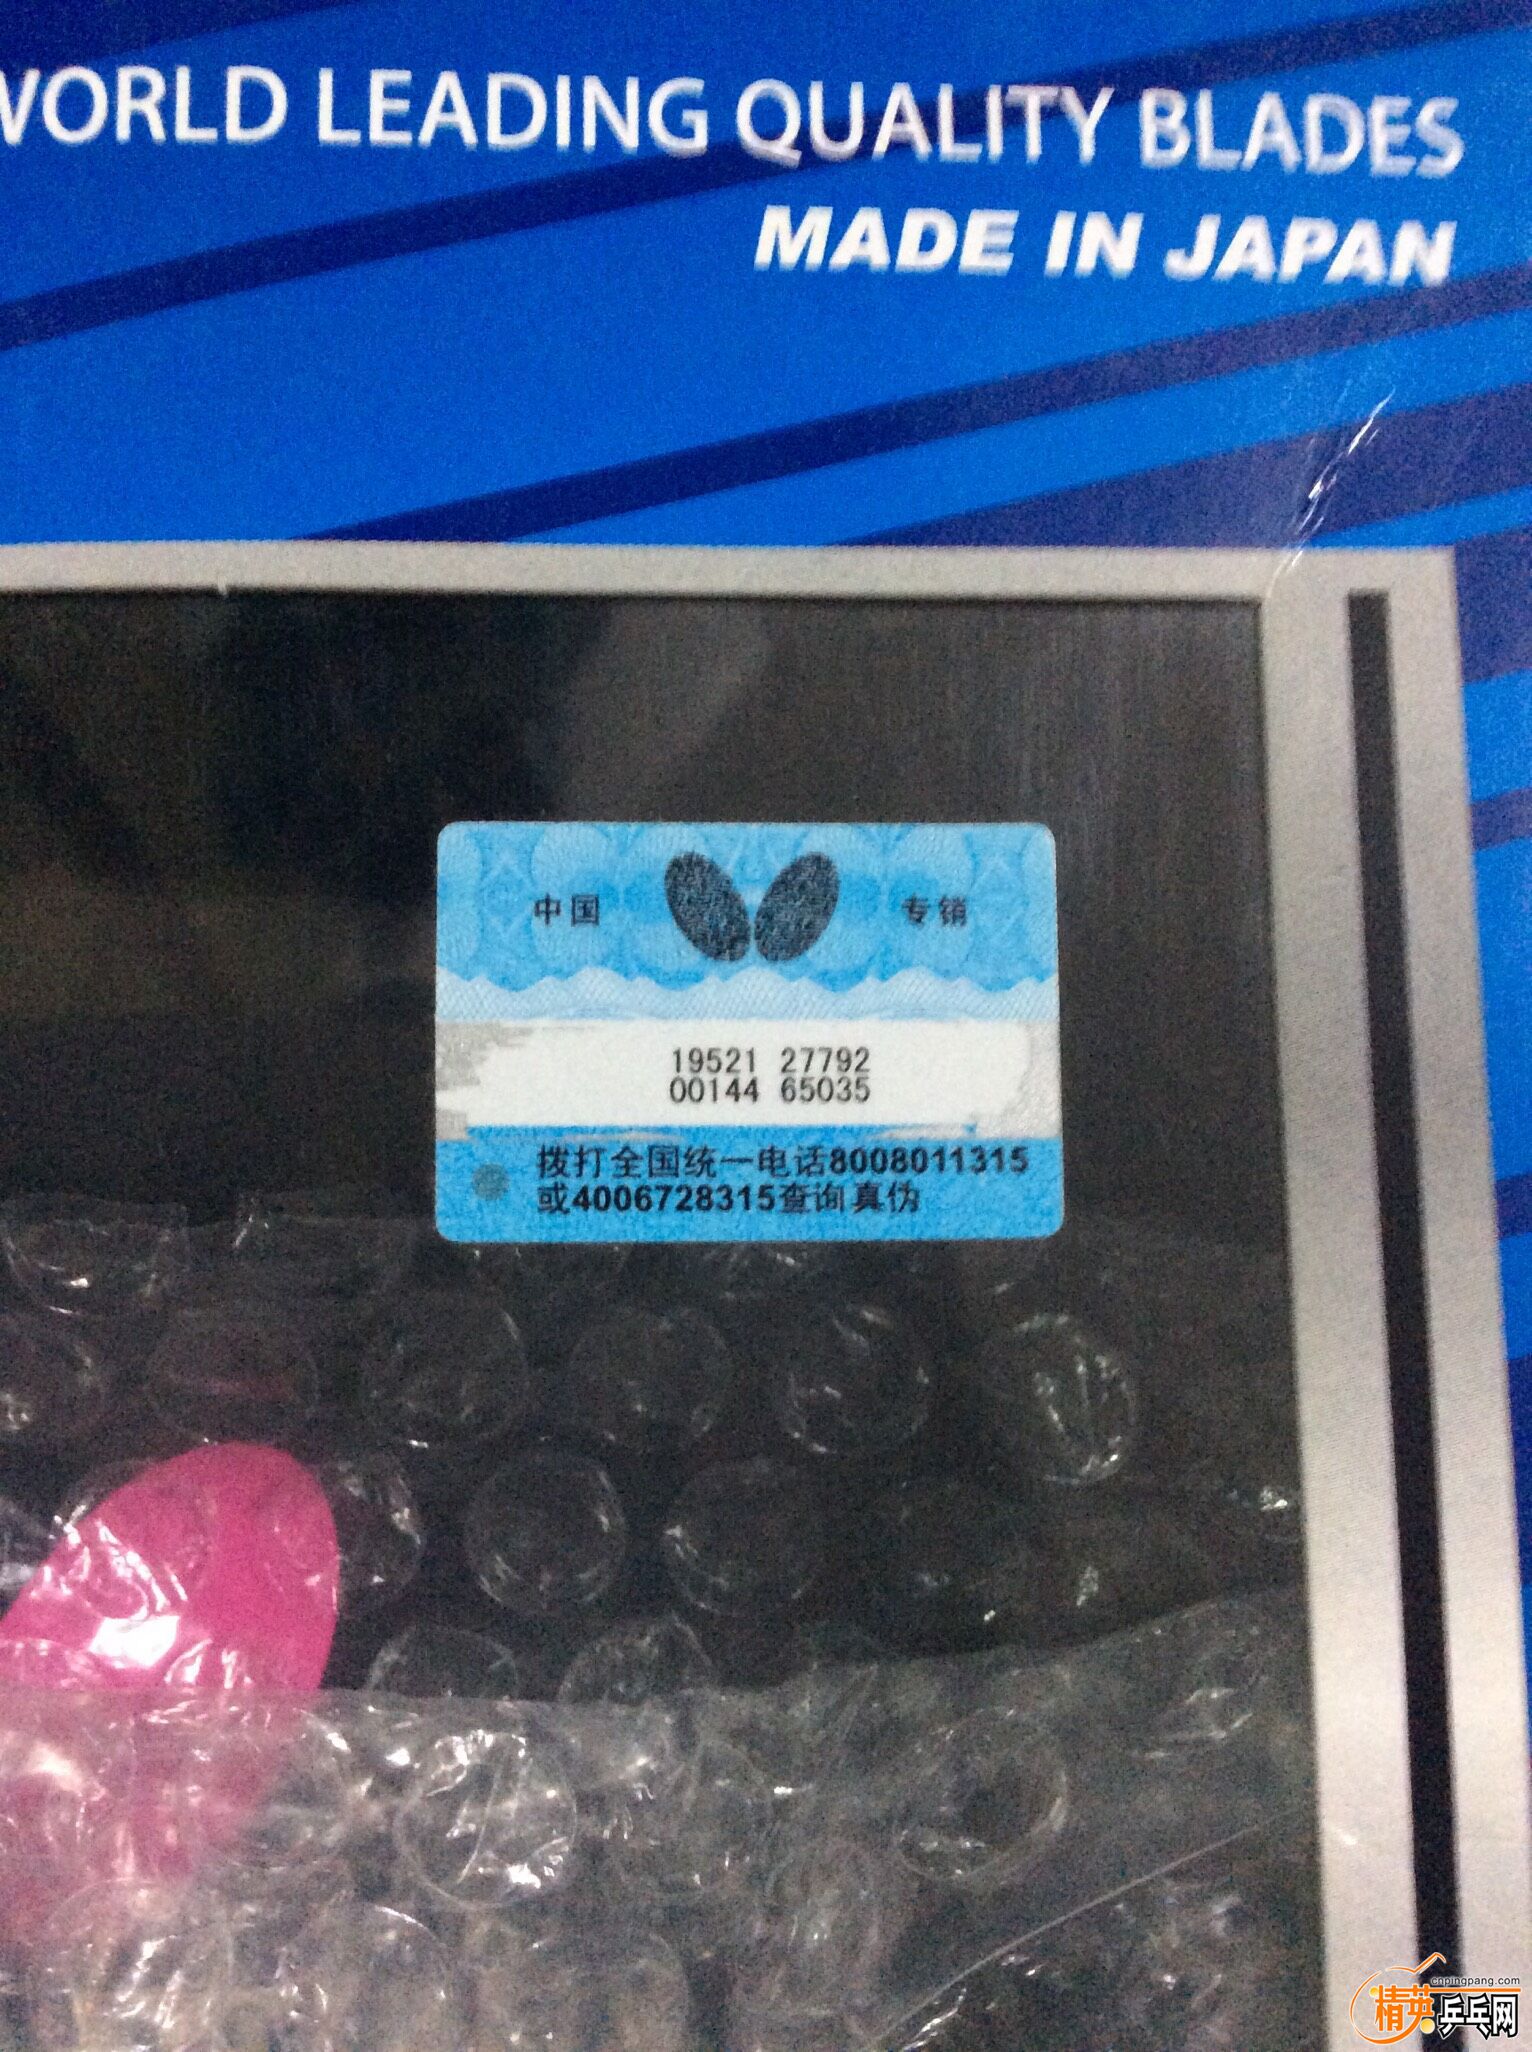 WORLD LEADING QUALITY BLADES
MADE IN JAPAN
中国 专销
19521 27792
00144 65035
拨打全国统一电话8008011315
或4006728315查询真伪
cnpingpang.com
精英乒乓网